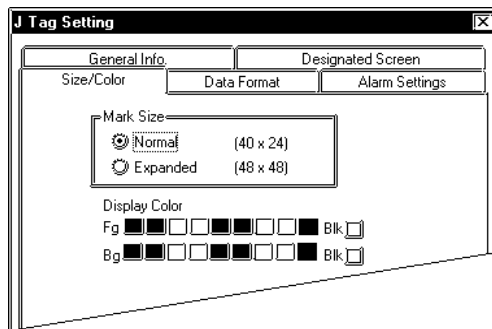 J Tag Setting
General Info. Designated Screen
Size/Color Data Format Alarm Settings
Mark Size
Normal (40 x 24)
Expanded (48 x 48)
Display Color
Fg Blk
Bg Blk